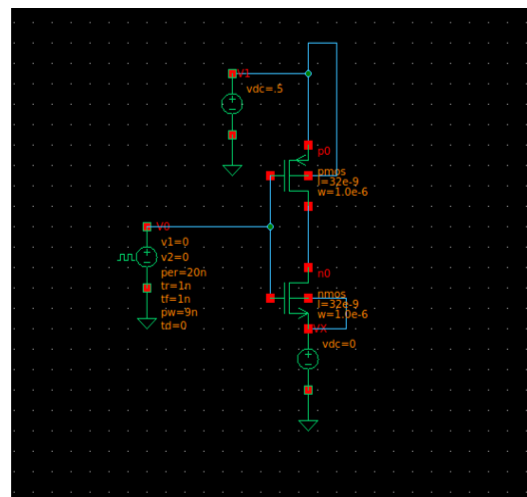 V1
vdc=.5
p0
pmos
l=32e-9
w=1.0e-6
V0
v1=0
v2=0
per=20n
tr=1n
tf=1n
pw=9n
td=0
n0
nmos
l=32e-9
w=1.0e-6
VX
vdc=0